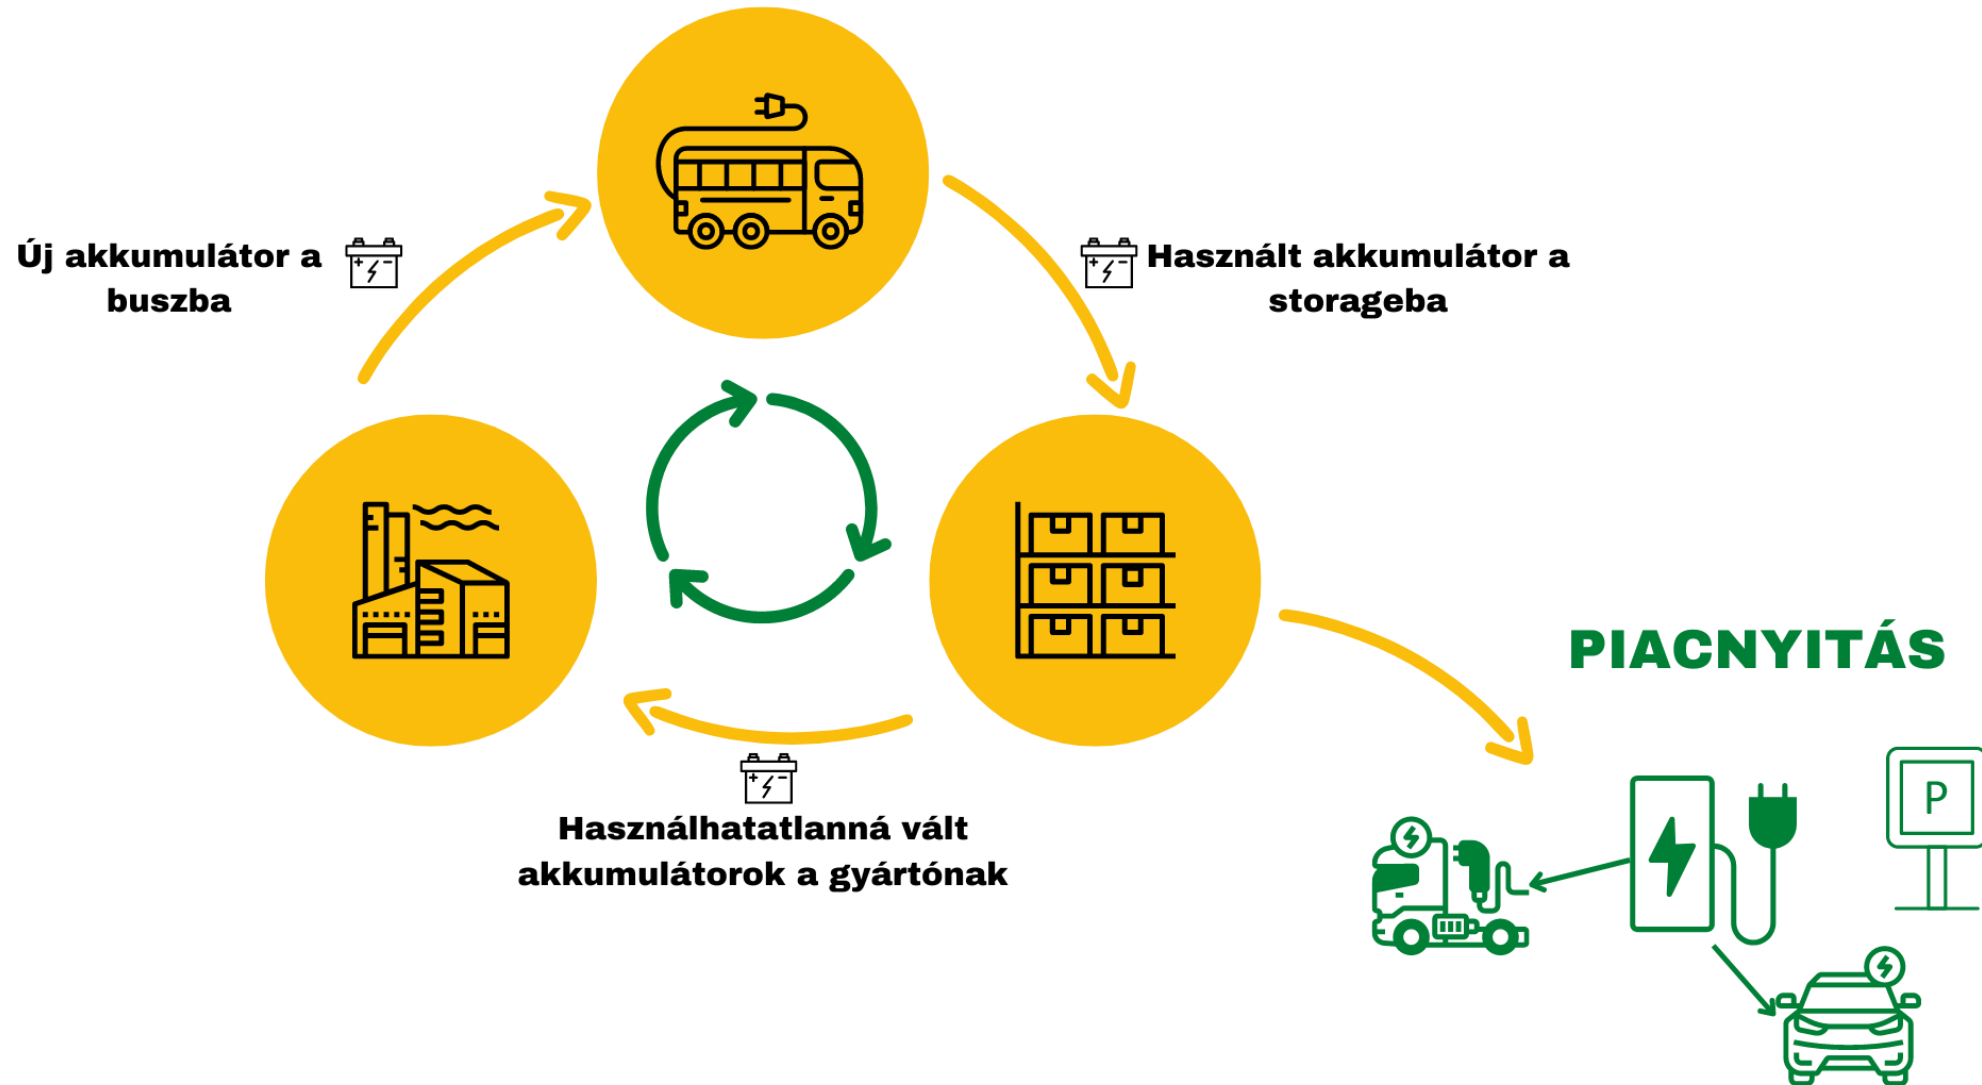 Új akkumulátor a
buszba
Használt akkumulátor a
storageba
PIACNYITÁS
P
Használhatatlanná vált
akkumulátorok a gyártónak